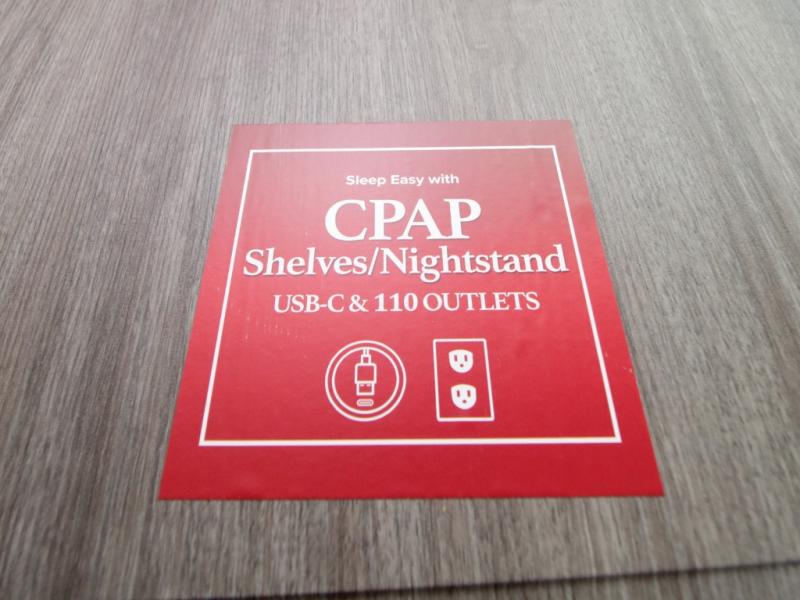 Sleep Easy with
CPAP
Shelves/Nightstand
USB-C & 110 OUTLETS